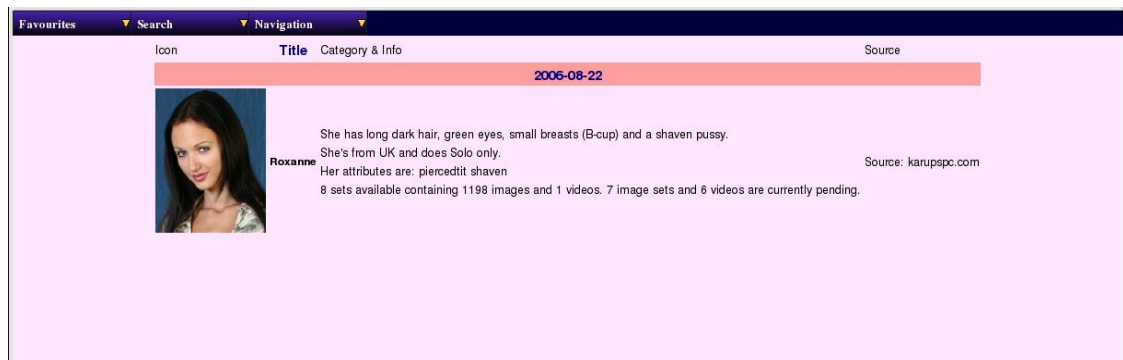 Favourites Search Navigation
Icon Title Category & Info Source
2006-08-22
She has long dark hair, green eyes, small breasts (B-cup) and a shaven pussy.
She's from UK and does Solo only.
Roxanne Source: karupspc.com
Her attributes are: piercedtit shaven
8 sets available containing 1198 images and 1 videos. 7 image sets and 6 videos are currently pending.